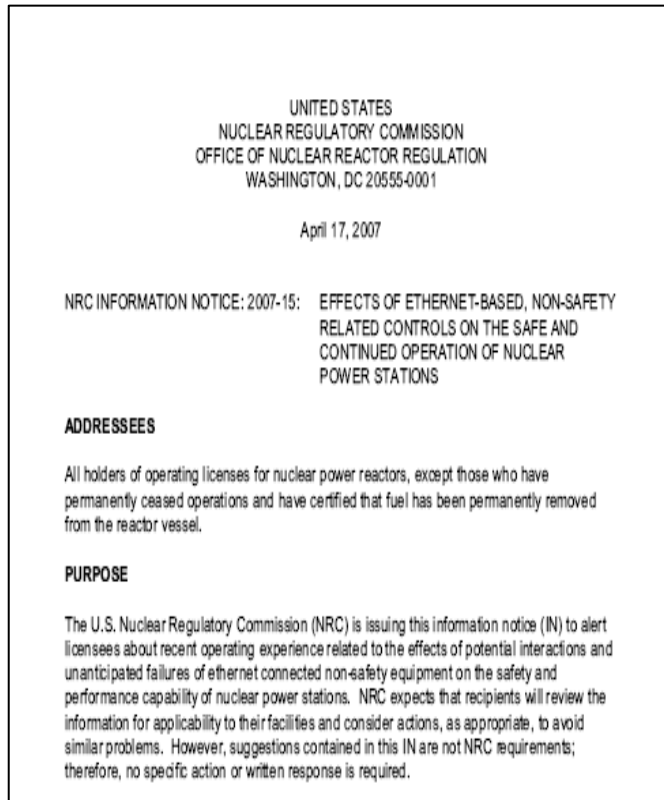 UNITED STATES
NUCLEAR REGULATORY COMMISSION
OFFICE OF NUCLEAR REACTOR REGULATION
WASHINGTON, DC 20555-0001
April 17, 2007
NRC INFORMATION NOTICE: 2007-15: EFFECTS OF ETHERNET-BASED, NON-SAFETY
RELATED CONTROLS ON THE SAFE AND
CONTINUED OPERATION OF NUCLEAR
POWER STATIONS
ADDRESSEES
All holders of operating licenses for nuclear power reactors, except those who have
permanently ceased operations and have certified that fuel has been permanently removed
from the reactor vessel.
PURPOSE
The U.S. Nuclear Regulatory Commission (NRC) is issuing this information notice (IN) to alert
licensees about recent operating experience related to the effects of potential interactions and
unanticipated failures of ethernet connected non-safety equipment on the safety and
performance capability of nuclear power stations. NRC expects that recipients will review the
information for applicability to their facilities and consider actions, as appropriate, to avoid
similar problems. However, suggestions contained in this IN are not NRC requirements;
therefore, no specific action or written response is required.